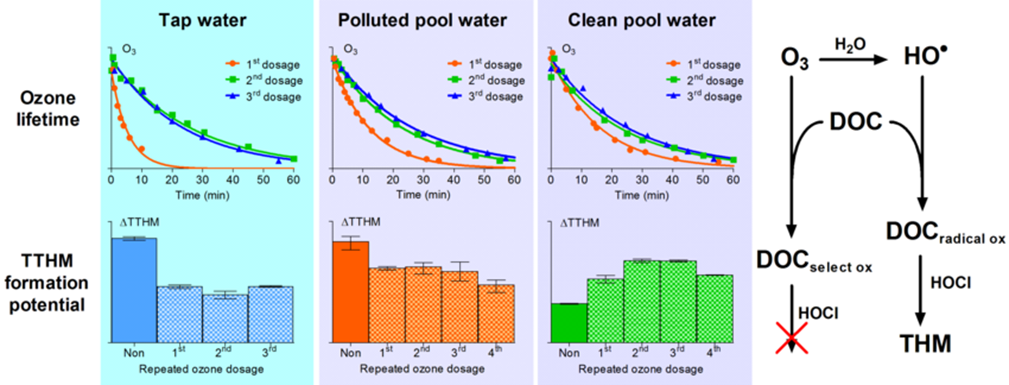 Tap water
Polluted pool water
Clean pool water
Ozone
lifetime
O3
1st dosage
2nd dosage
3rd dosage
0 10 20 30 40 50 60
Time (min)
O3
1st dosage
2nd dosage
3rd dosage
0 10 20 30 40 50 60
Time (min)
O3
1st dosage
2nd dosage
3rd dosage
0 10 20 30 40 50 60
Time (min)
TTHM
formation
potential
ΔTTHM
Non 1st 2nd 3rd
Repeated ozone dosage
ΔTTHM
Non 1st 2nd 3rd 4th
Repeated ozone dosage
ΔTTHM
Non 1st 2nd 3rd 4th
Repeated ozone dosage
O3 H2O HO•
DOC
DOCradical ox
DOCselect ox
HOCl
HOCl
THM